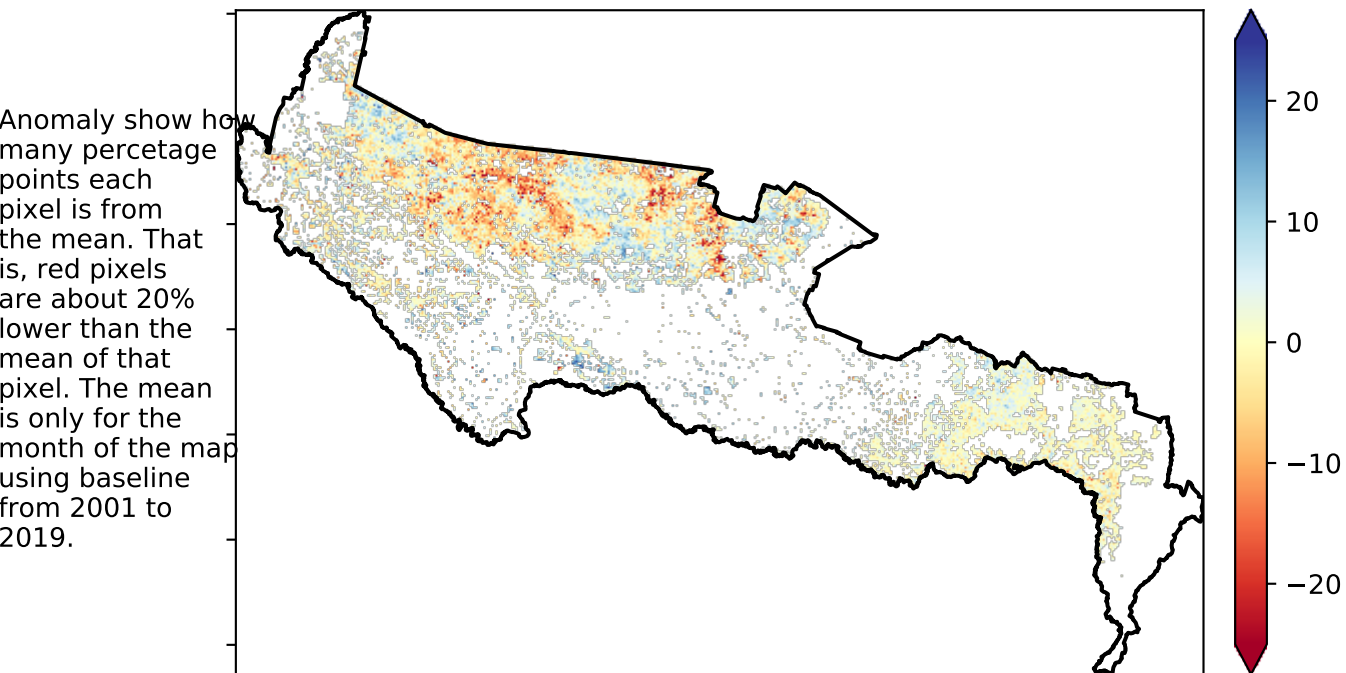 Anomaly show how
many percetage
points each
pixel is from
the mean. That
is, red pixels
are about 20%
lower than the
mean of that
pixel. The mean
is only for the
month of the map
using baseline
from 2001 to
2019.
20
10
0
−10
−20